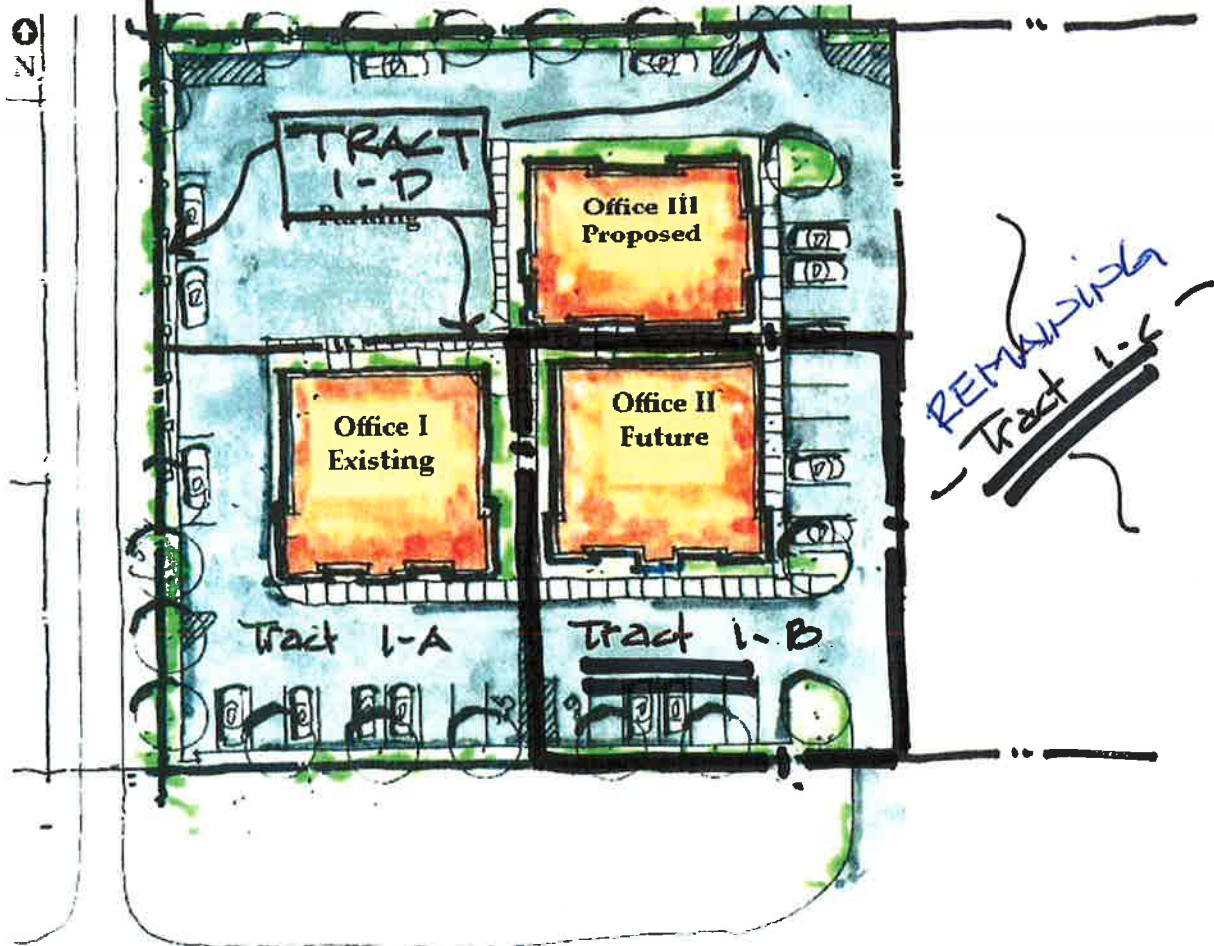 N
TRACT
1-D
Parking
Office III
Proposed
REMAINING
Tract 1-C
Office I
Existing
Office II
Future
Tract 1-A
Tract 1-B